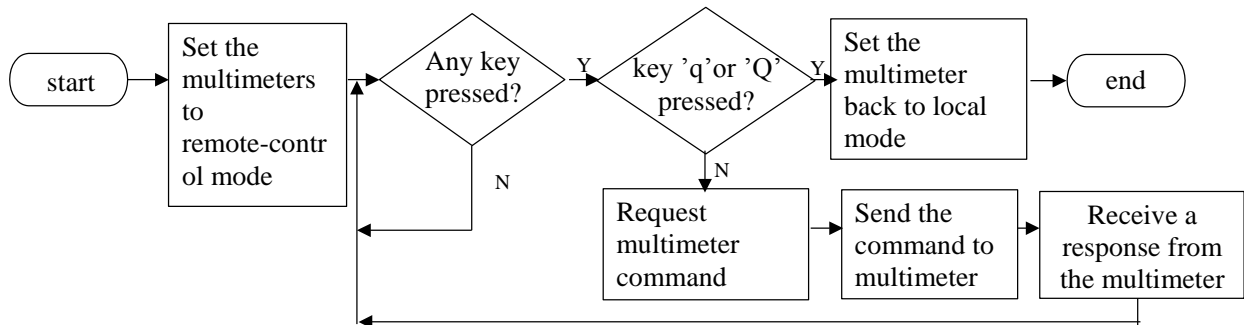 start
Set the
multimeters
to
remote-contr
ol mode
Any key
pressed?
Y
N
key 'q'or 'Q'
pressed?
Y
N
Set the
multimeter
back to local
mode
end
Request
multimeter
command
Send the
command to
multimeter
Receive a
response from
the multimeter